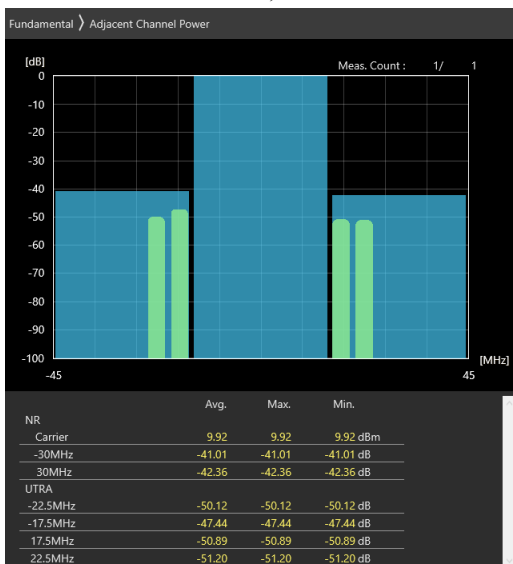 Fundamental 〉 Adjacent Channel Power
[dB] Meas. Count : 1/ 1
0
-10
-20
-30
-40
-50
-60
-70
-80
-90
-100
[MHz]
-45 45
Avg. Max. Min.
NR
Carrier 9.92 9.92 9.92 dBm
-30MHz -41.01 -41.01 -41.01 dB
30MHz -42.36 -42.36 -42.36 dB
UTRA
-22.5MHz -50.12 -50.12 -50.12 dB
-17.5MHz -47.44 -47.44 -47.44 dB
17.5MHz -50.89 -50.89 -50.89 dB
22.5MHz -51.20 -51.20 -51.20 dB